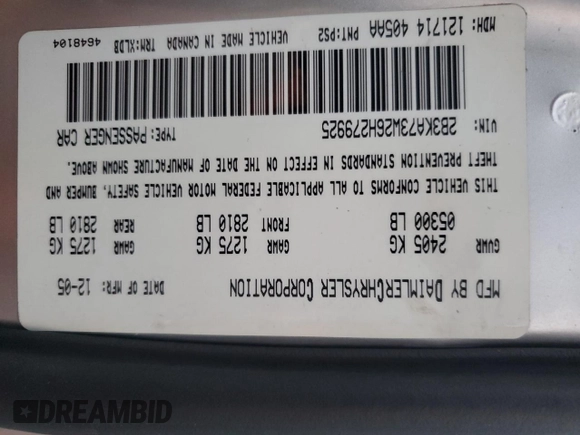 MFD BY DAIMLERCHRYSLER CORPORATION DATE OF MFR: 12-05
GVWR GAWR FRONT GAWR REAR
2405 KG 1275 KG 1275 KG
05300 LB 2810 LB 2810 LB
THIS VEHICLE CONFORMS TO ALL APPLICABLE FEDERAL MOTOR VEHICLE SAFETY, BUMPER AND
THEFT PREVENTION STANDARDS IN EFFECT ON THE DATE OF MANUFACTURE SHOWN ABOVE.
VIN: 2B3KA73W26H279925 TYPE: PASSENGER CAR
MDH: 121714 405AA PNT: PS2 VEHICLE MADE IN CANADA TRM: XLDB 4648104
DREAMBID